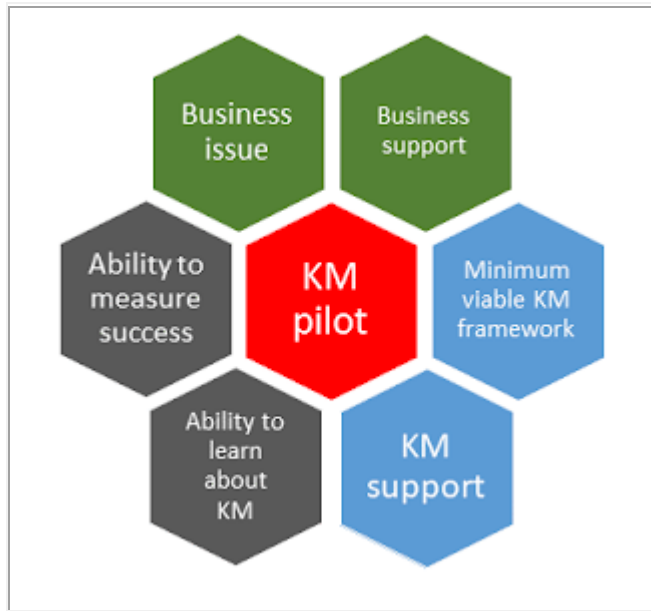 Business
issue
Business
support
Ability to
measure
success
KM
pilot
Minimum
viable KM
framework
Ability to
learn
about
KM
KM
support